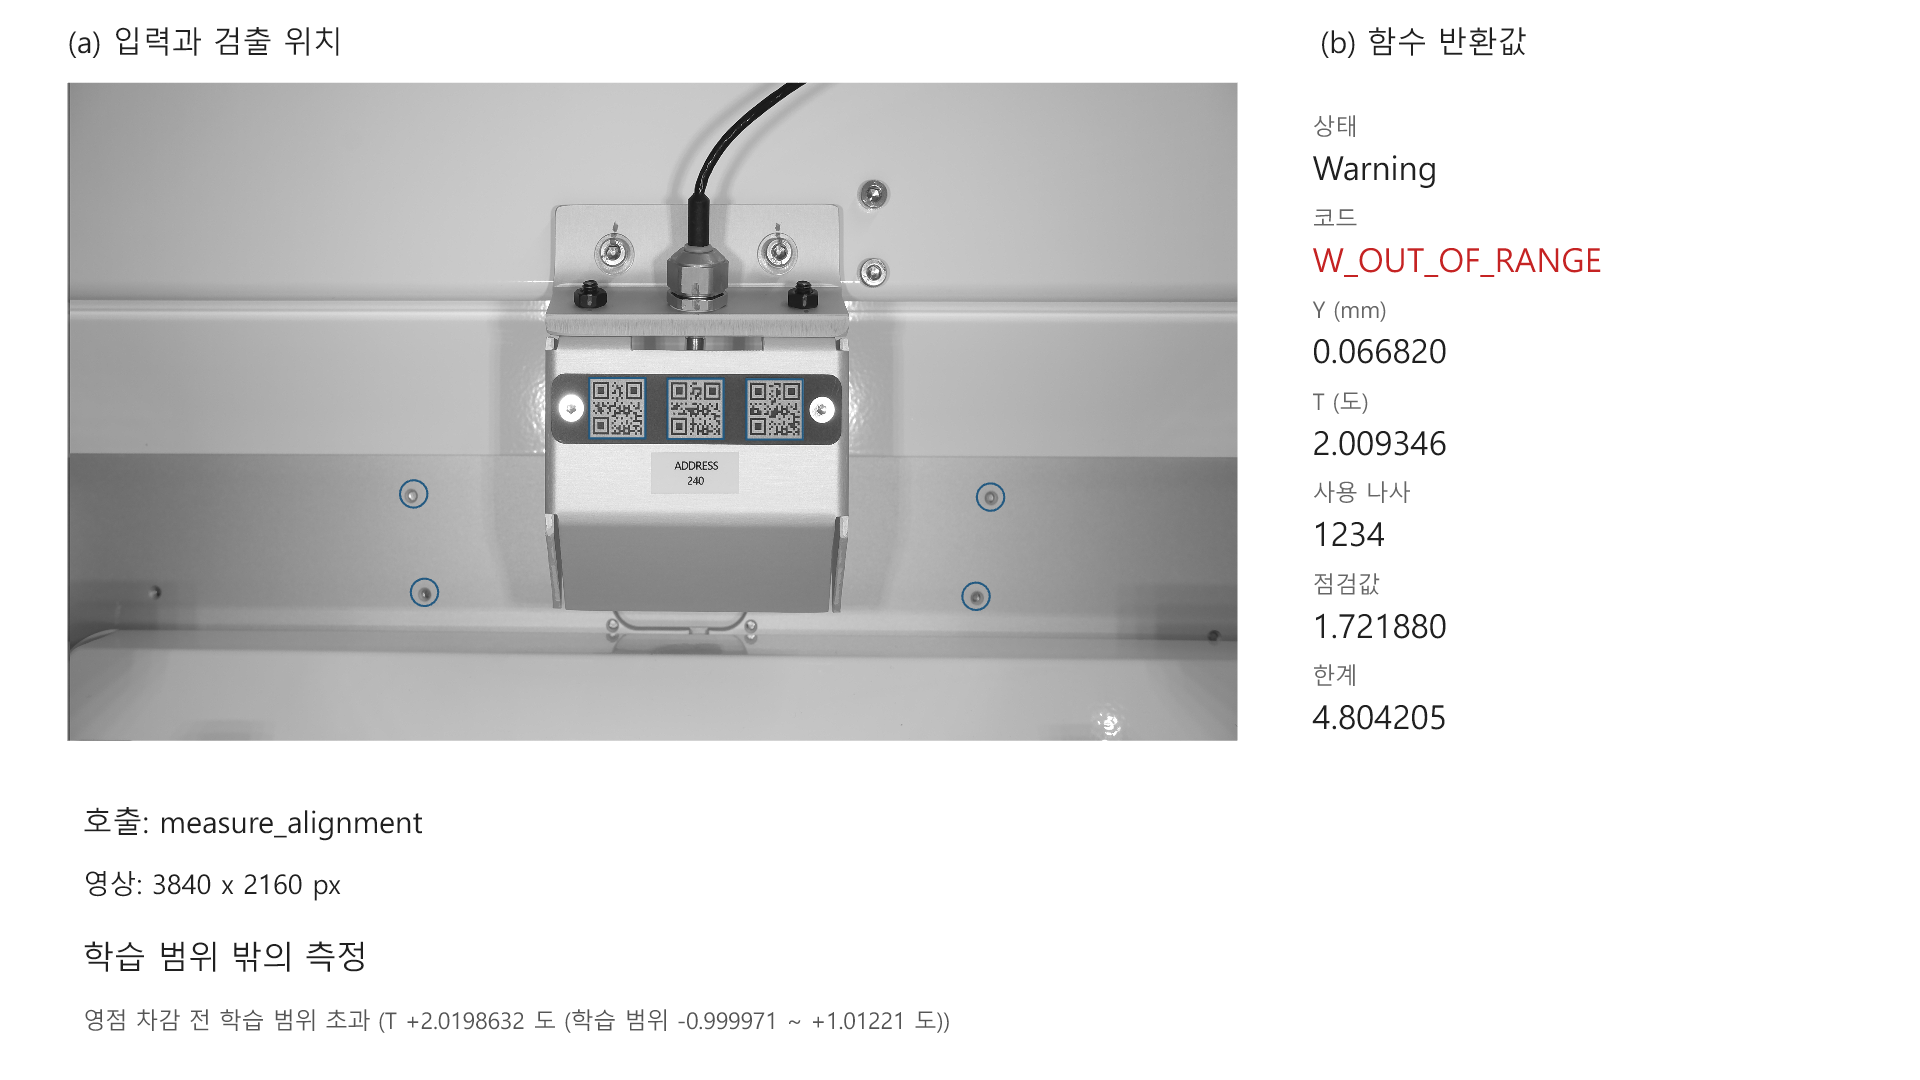 (a) 입력과 검출 위치
ADDRESS
240
(b) 함수 반환값
상태
Warning
코드
W_OUT_OF_RANGE
Y (mm)
0.066820
T (도)
2.009346
사용 나사
1234
점검값
1.721880
한계
4.804205
호출: measure_alignment
영상: 3840 x 2160 px
학습 범위 밖의 측정
영점 차감 전 학습 범위 초과 (T +2.0198632 도 (학습 범위 -0.999971 ~ +1.01221 도))